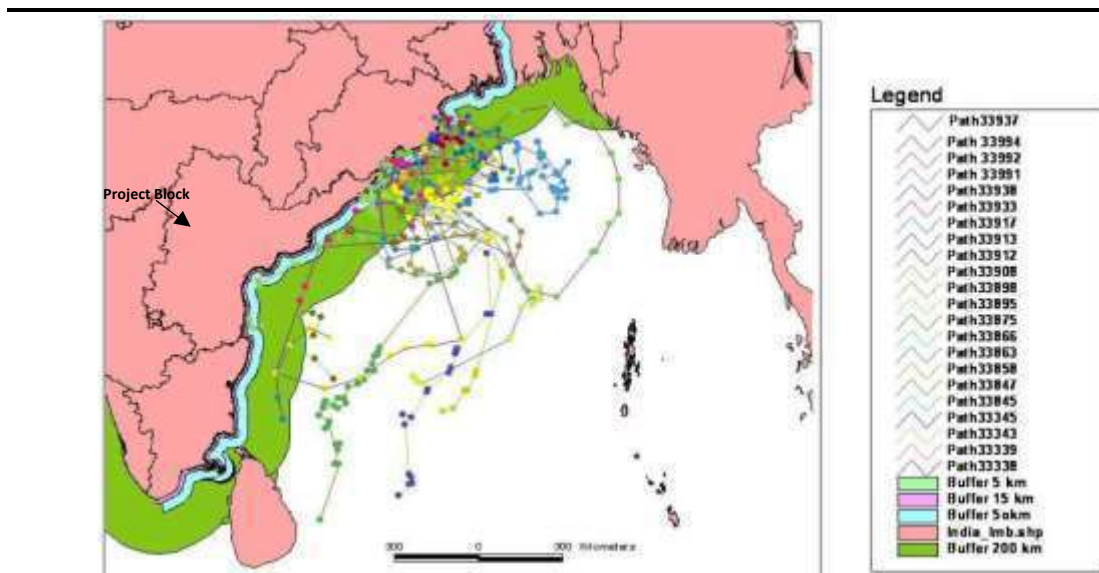 Project Block
300 0 300 Kilometers
Legend
Path33937
Path 33994
Path 33992
Path 33991
Path33938
Path33933
Path33917
Path33913
Path33912
Path33908
Path33898
Path33895
Path33875
Path33866
Path33863
Path33858
Path33847
Path33845
Path33345
Path33343
Path33339
Path33338
Buffer 5 km
Buffer 15 km
Buffer 5okm
India_lmb.shp
Buffer 200 km